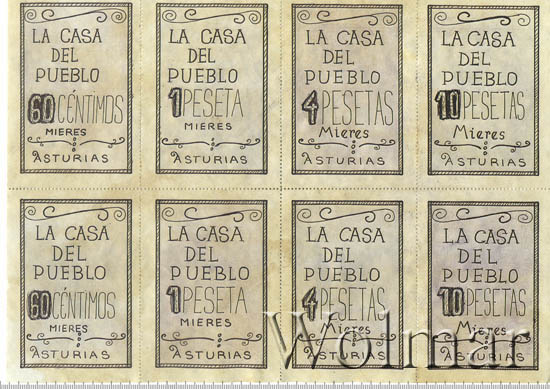 LA CASA
DEL
PUEBLO
60 CÉNTIMOS
MIERES
ASTURIAS
LA CASA
DEL
PUEBLO
1 PESETA
MIERES
ASTURIAS
LA CASA
DEL
PUEBLO
4 PESETAS
Mieres
ASTURIAS
LA CASA
DEL
PUEBLO
10 PESETAS
Mieres
ASTURIAS
LA CASA
DEL
PUEBLO
60 CÉNTIMOS
MIERES
ASTURIAS
LA CASA
DEL
PUEBLO
1 PESETA
MIERES
ASTURIAS
LA CASA
DEL
PUEBLO
4 PESETAS
Mieres
ASTURIAS
LA CASA
DEL
PUEBLO
10 PESETAS
Mieres
ASTURIAS
Wolmar